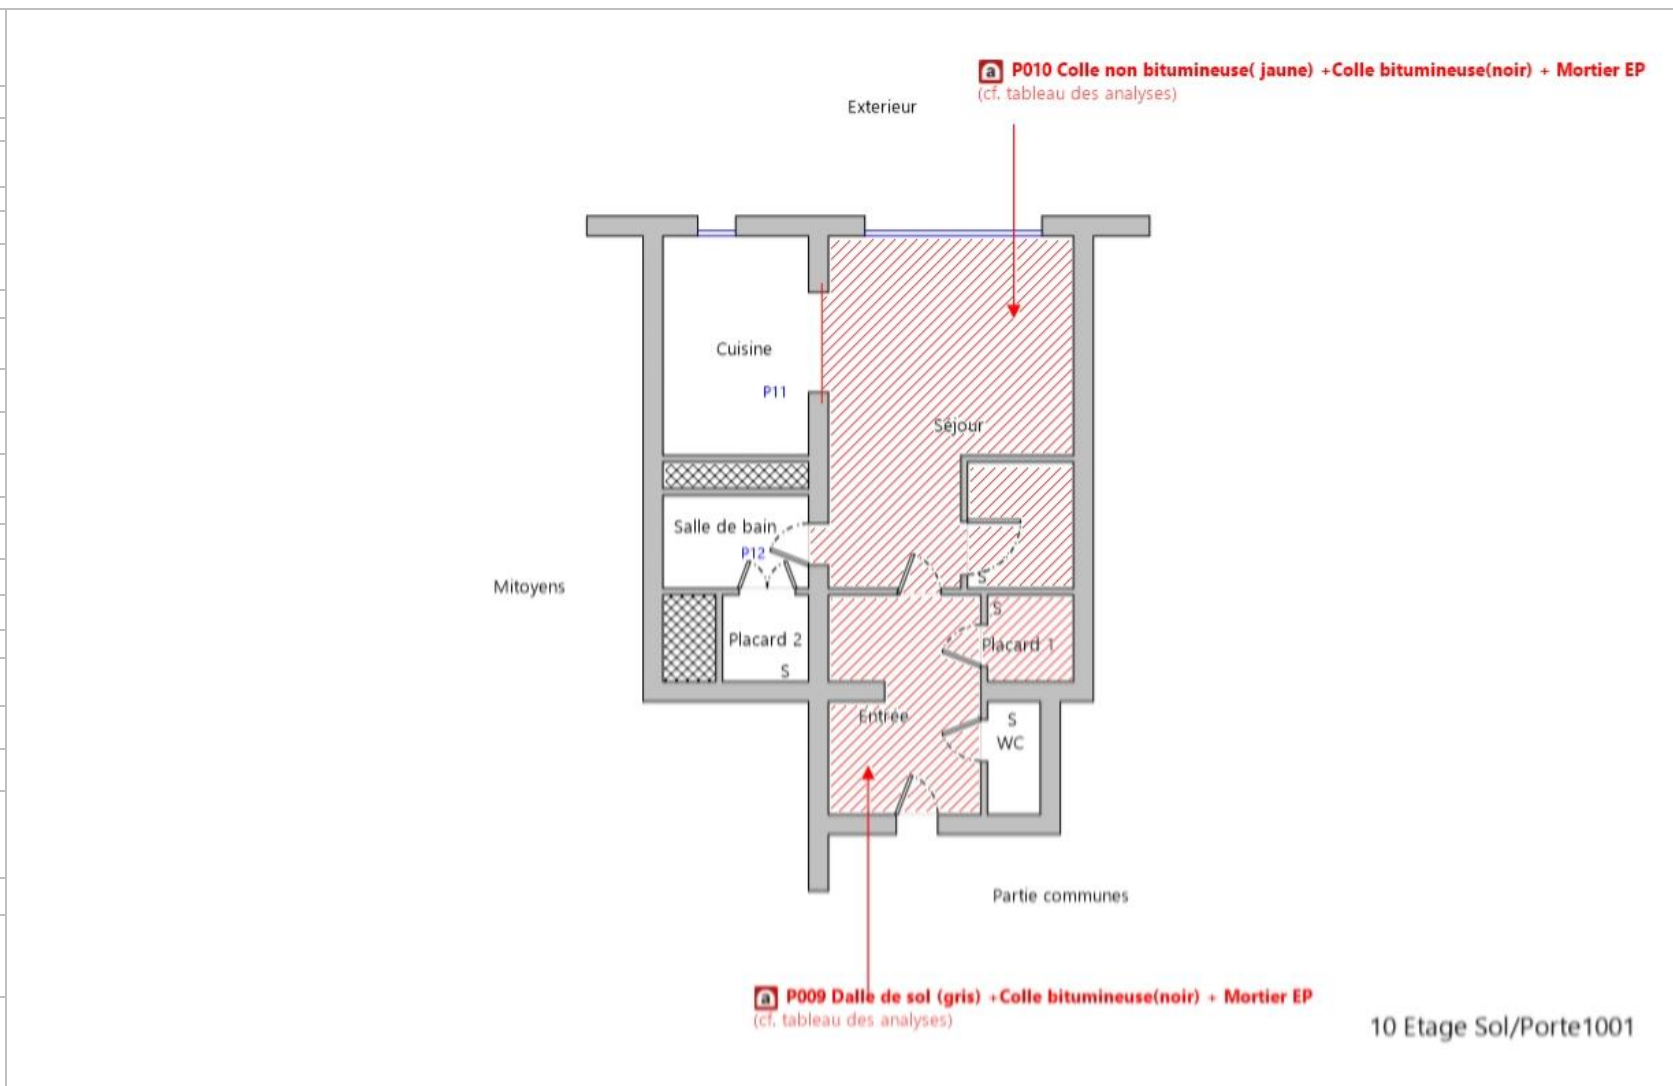 a P010 Colle non bitumineuse( jaune) +Colle bitumineuse(noir) + Mortier EP
(cf. tableau des analyses)
Exterieur
Cuisine
P11
Séjour
Salle de bain
P12
S
Mitoyens
S
Placard 2
Placard 1
S
Entrée
S
WC
Partie communes
a P009 Dalle de sol (gris) +Colle bitumineuse(noir) + Mortier EP
(cf. tableau des analyses)
10 Etage Sol/Porte1001